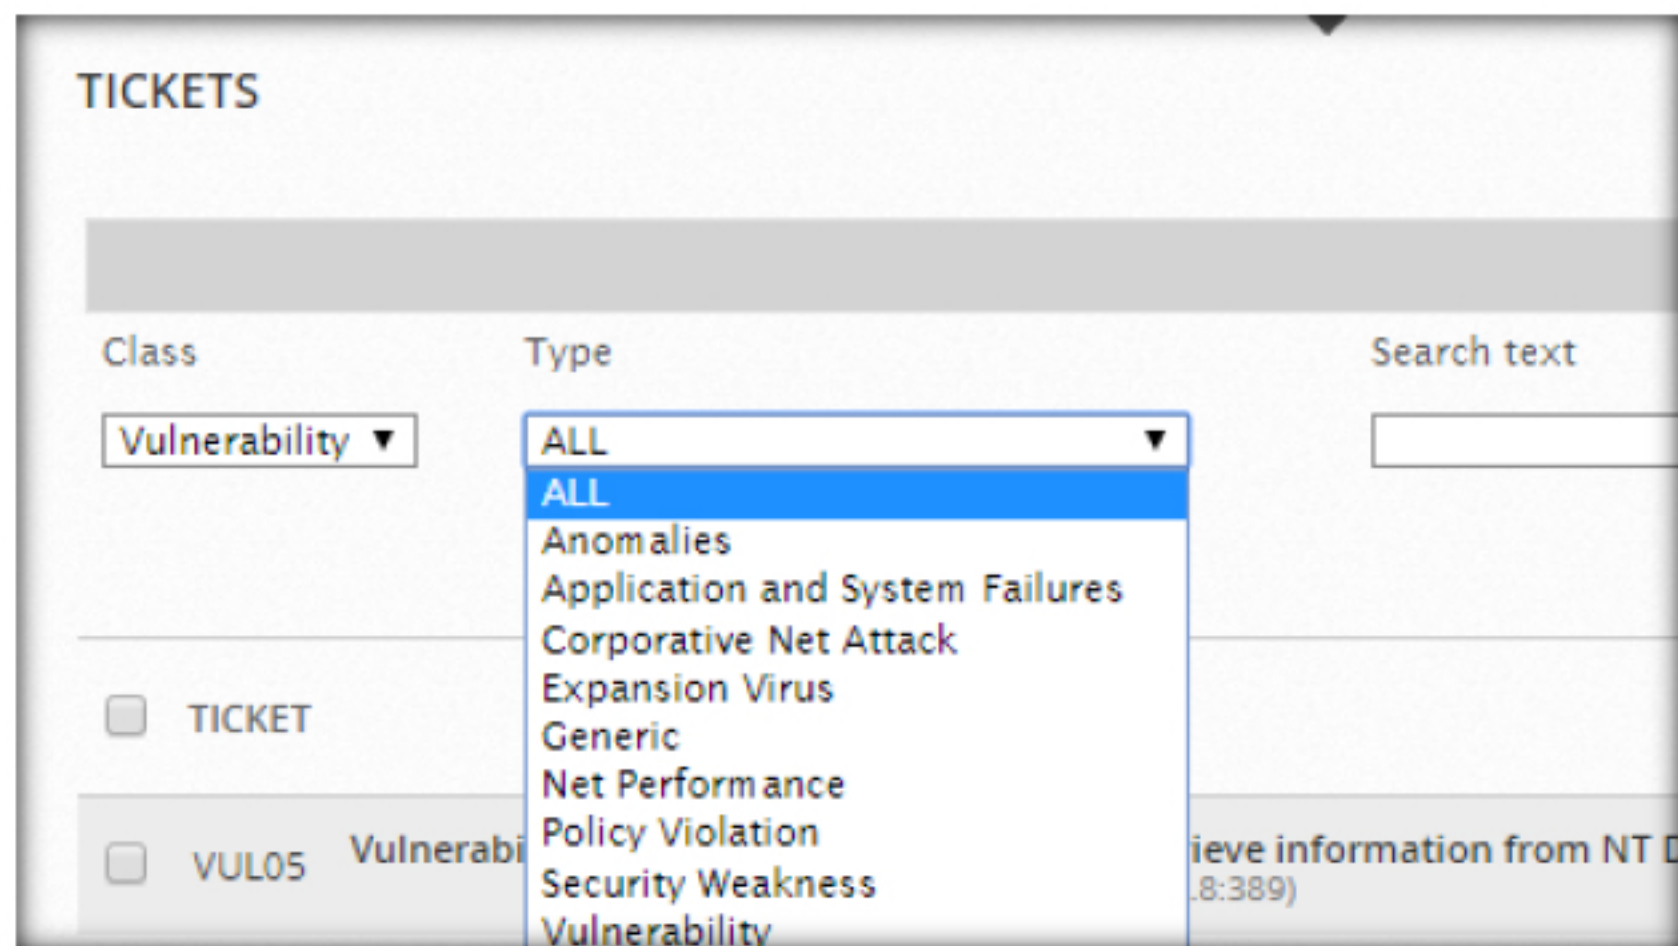 TICKETS
Class Type Search text
Vulnerability ALL
ALL
Anomalies
Application and System Failures
Corporative Net Attack
Expansion Virus
Generic
Net Performance
Policy Violation
Security Weakness
Vulnerability
TICKET
VUL05 Vulnerabi ieve information from NT
8:389)